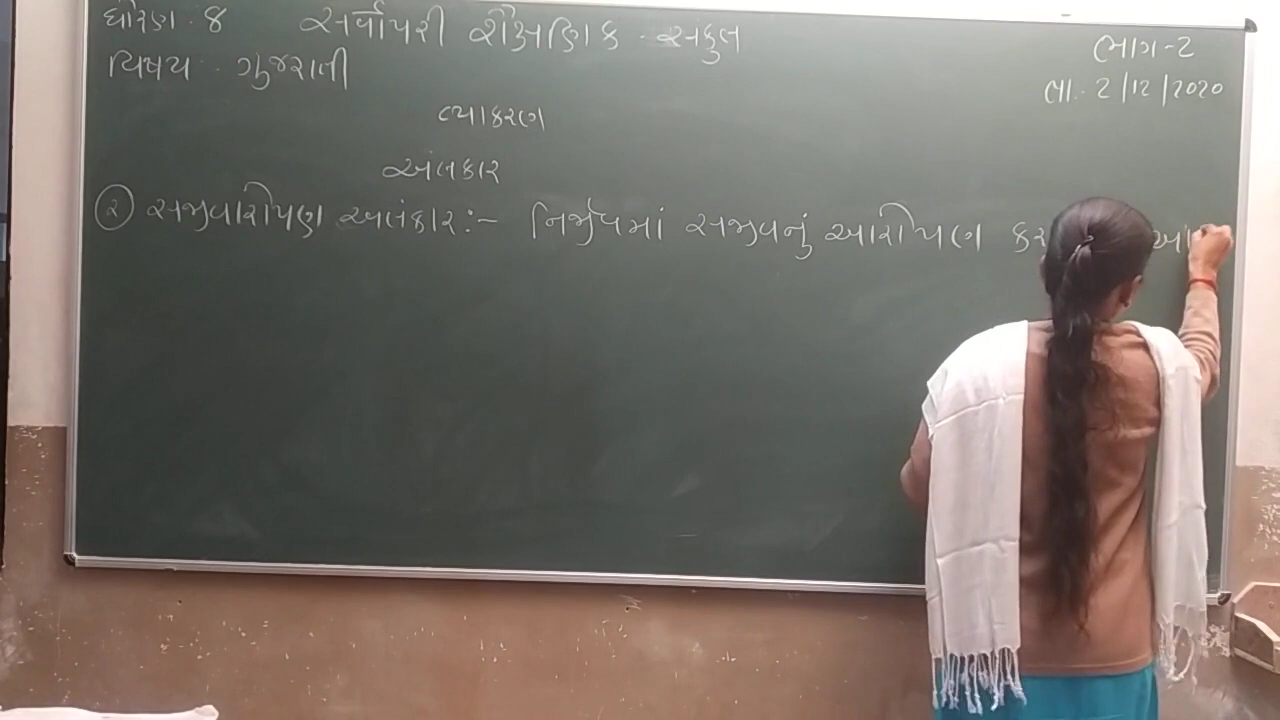 ધોરણ. 8 સર્વોપરી શૈક્ષણિક. સંકુલ ભાગ-2
વિષય. ગુજરાતી તા. 2/12/2020
વ્યાકરણ
અલંકાર
૨ સજીવારોપણ અલંકાર:- નિર્જીવમાં સજીવનું આરોપણ